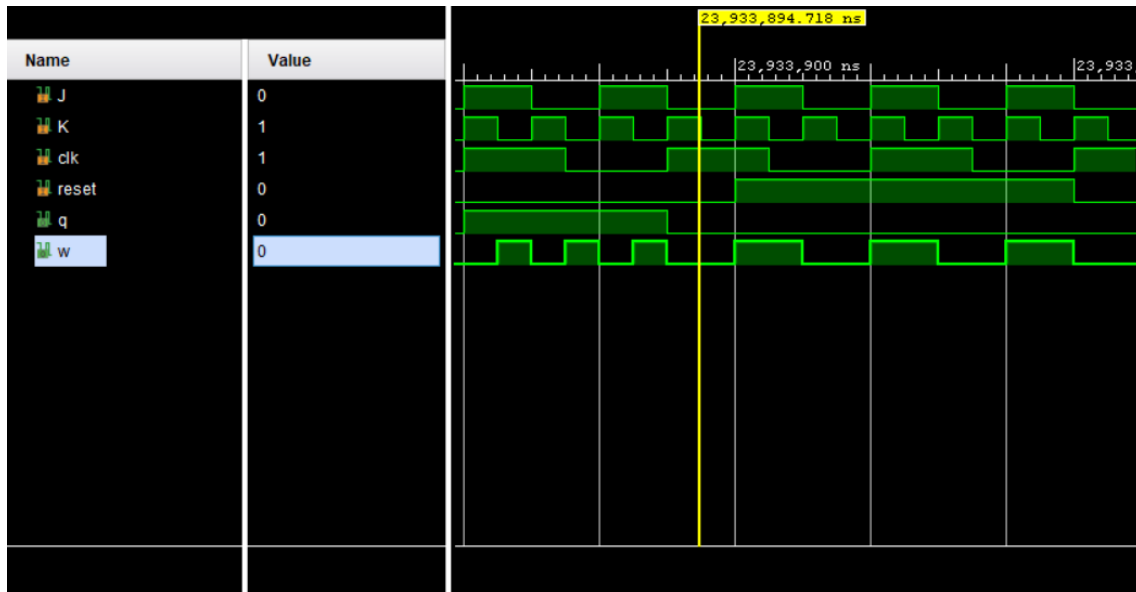 23,933,894.718 ns
Name Value
23,933,900 ns 23,933
J 0
K 1
clk 1
reset 0
q 0
w 0